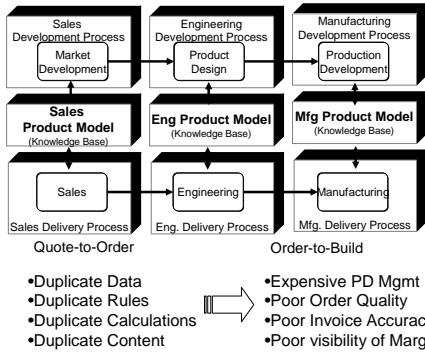 Sales
Development Process
Market
Development
Engineering
Development Process
Product
Design
Manufacturing
Development Process
Production
Development
Sales
Product Model
(Knowledge Base)
Eng Product Model
(Knowledge Base)
Mfg Product Model
(Knowledge Base)
Sales
Sales Delivery Process
Engineering
Eng. Delivery Process
Manufacturing
Mfg. Delivery Process
Quote-to-Order
Order-to-Build
•Duplicate Data
•Duplicate Rules
•Duplicate Calculations
•Duplicate Content
•Expensive PD Mgmt
•Poor Order Quality
•Poor Invoice Accurac
•Poor visibility of Marg